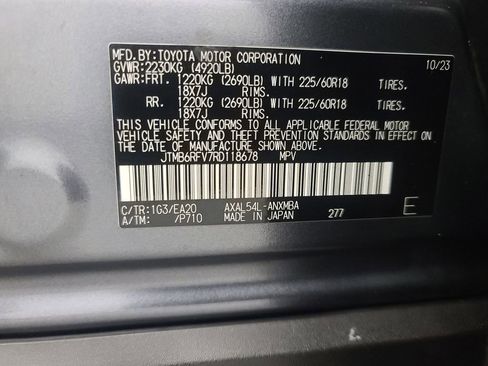 MFD.BY:TOYOTA MOTOR CORPORATION 10/23
GVWR:2230KG (4920LB)
GAWR:FRT. 1220KG (2690LB) WITH 225/60R18 TIRES.
18X7J RIMS.
RR. 1220KG (2690LB) WITH 225/60R18 TIRES.
18X7J RIMS.
THIS VEHICLE CONFORMS TO ALL APPLICABLE FEDERAL MOTOR
VEHICLE SAFETY AND THEFT PREVENTION STANDARDS IN EFFECT
ON THE DATE OF MANUFACTURE SHOWN ABOVE.
JTMB6RFV7RD118678 MPV
C/TR:1G3/EA20 AXAL54L-ANXMBA
A/TM: /P710 MADE IN JAPAN 277 E